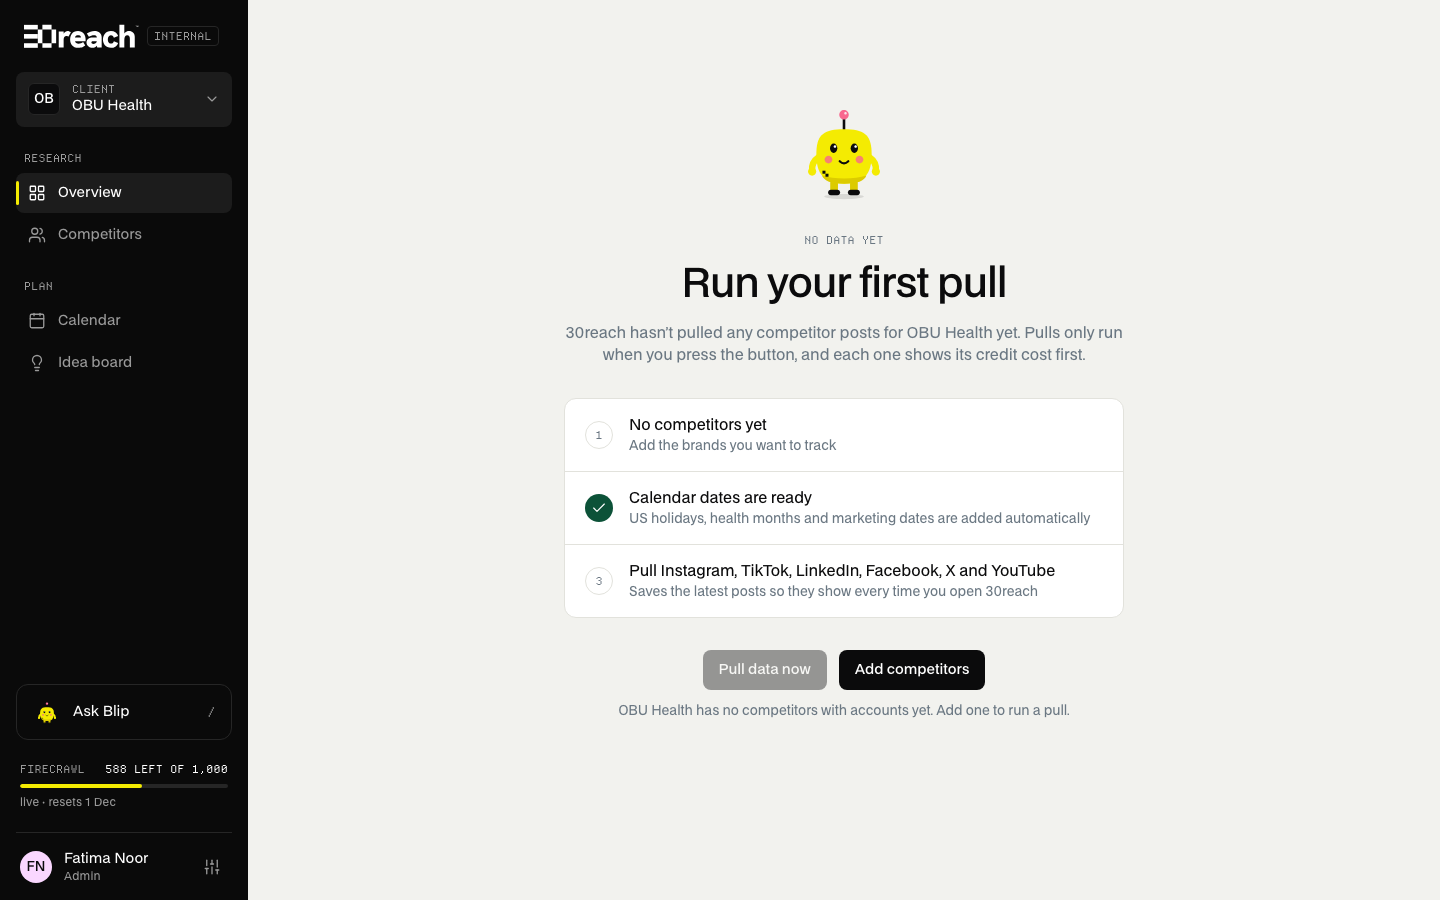 30reach
INTERNAL
OB
CLIENT
OBU Health
RESEARCH
Overview
Competitors
PLAN
Calendar
Idea board
Ask Blip
/
FIRECRAWL
588 LEFT OF 1,000
live · resets 1 Dec
FN
Fatima Noor
Admin
NO DATA YET
Run your first pull
30reach hasn't pulled any competitor posts for OBU Health yet. Pulls only run
when you press the button, and each one shows its credit cost first.
1
No competitors yet
Add the brands you want to track
Calendar dates are ready
US holidays, health months and marketing dates are added automatically
3
Pull Instagram, TikTok, LinkedIn, Facebook, X and YouTube
Saves the latest posts so they show every time you open 30reach
Pull data now
Add competitors
OBU Health has no competitors with accounts yet. Add one to run a pull.